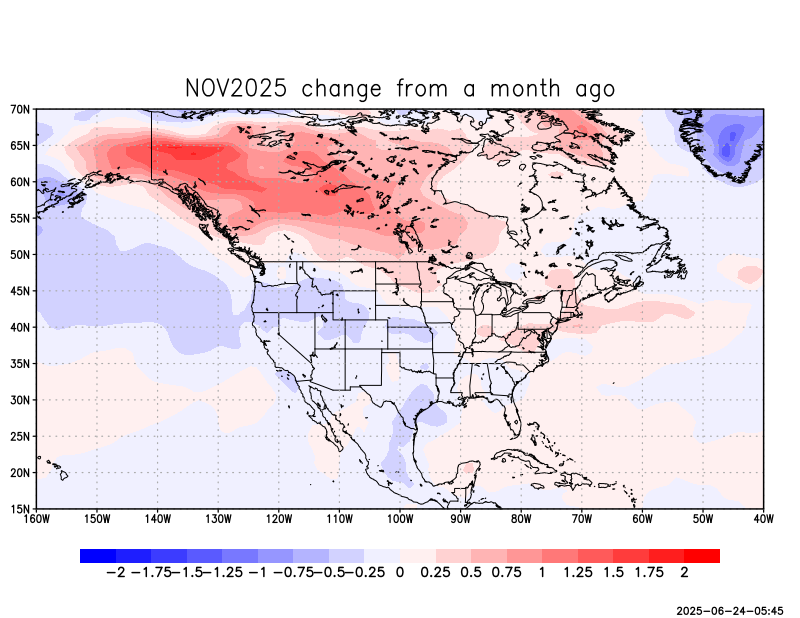 NOV2025 change from a month ago
70N
65N
60N
55N
50N
45N
40N
35N
30N
25N
20N
15N
160W 150W 140W 130W 120W 110W 100W 90W 80W 70W 60W 50W 40W
−2 −1.75 −1.5 −1.25 −1 −0.75 −0.5 −0.25 0 0.25 0.5 0.75 1 1.25 1.5 1.75 2
2025−06−24−05:45